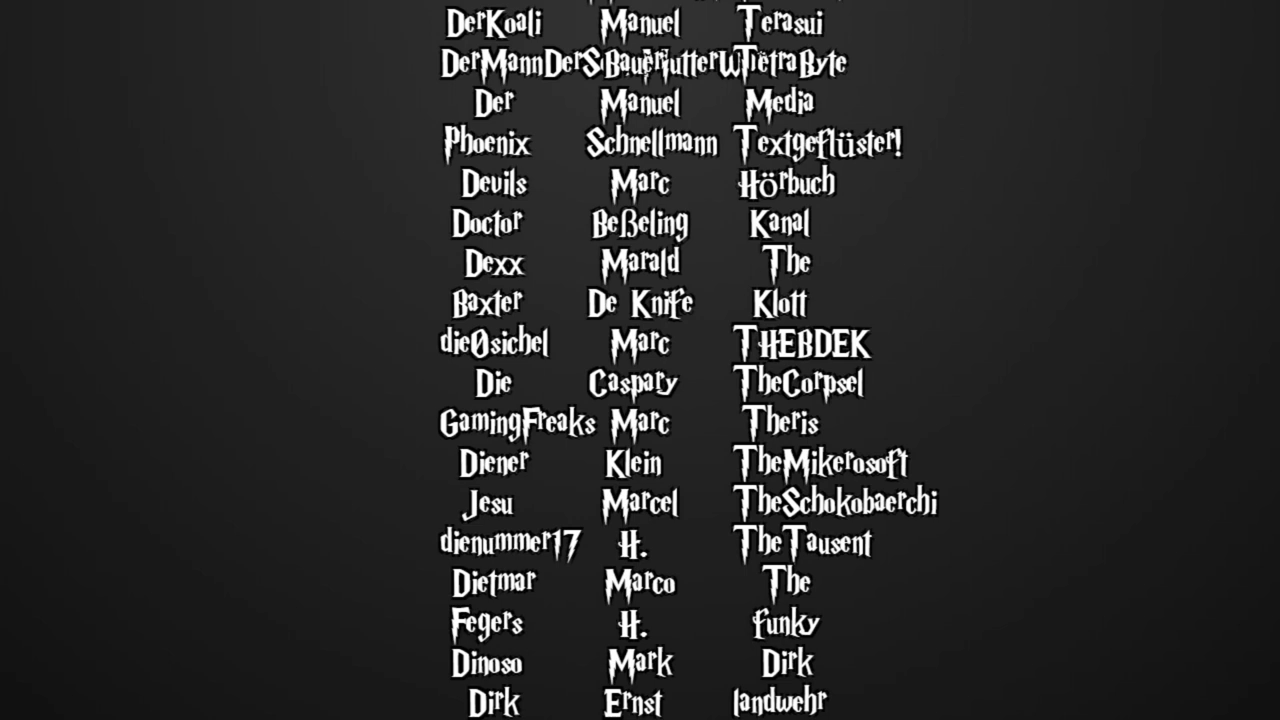 DerKoali Manuel Terasui
Bauer TetraByte
Der Manuel Media
Phoenix Schnellmann Textgeflüster!
Devils Marc Hörbuch
Doctor Beßeling Kanal
Dexx Marald The
Baxter De Knife Klott
die0sichel Marc THEBDEK
Die Caspary TheCorpsel
GamingFreaks Marc Theris
Diener Klein TheMikerosoft
Jesu Marcel TheSchokobaerchi
dienummer17 H. TheTausent
Dietmar Marco The
Fegers H. funky
Dinoso Mark Dirk
Dirk Ernst landwehr